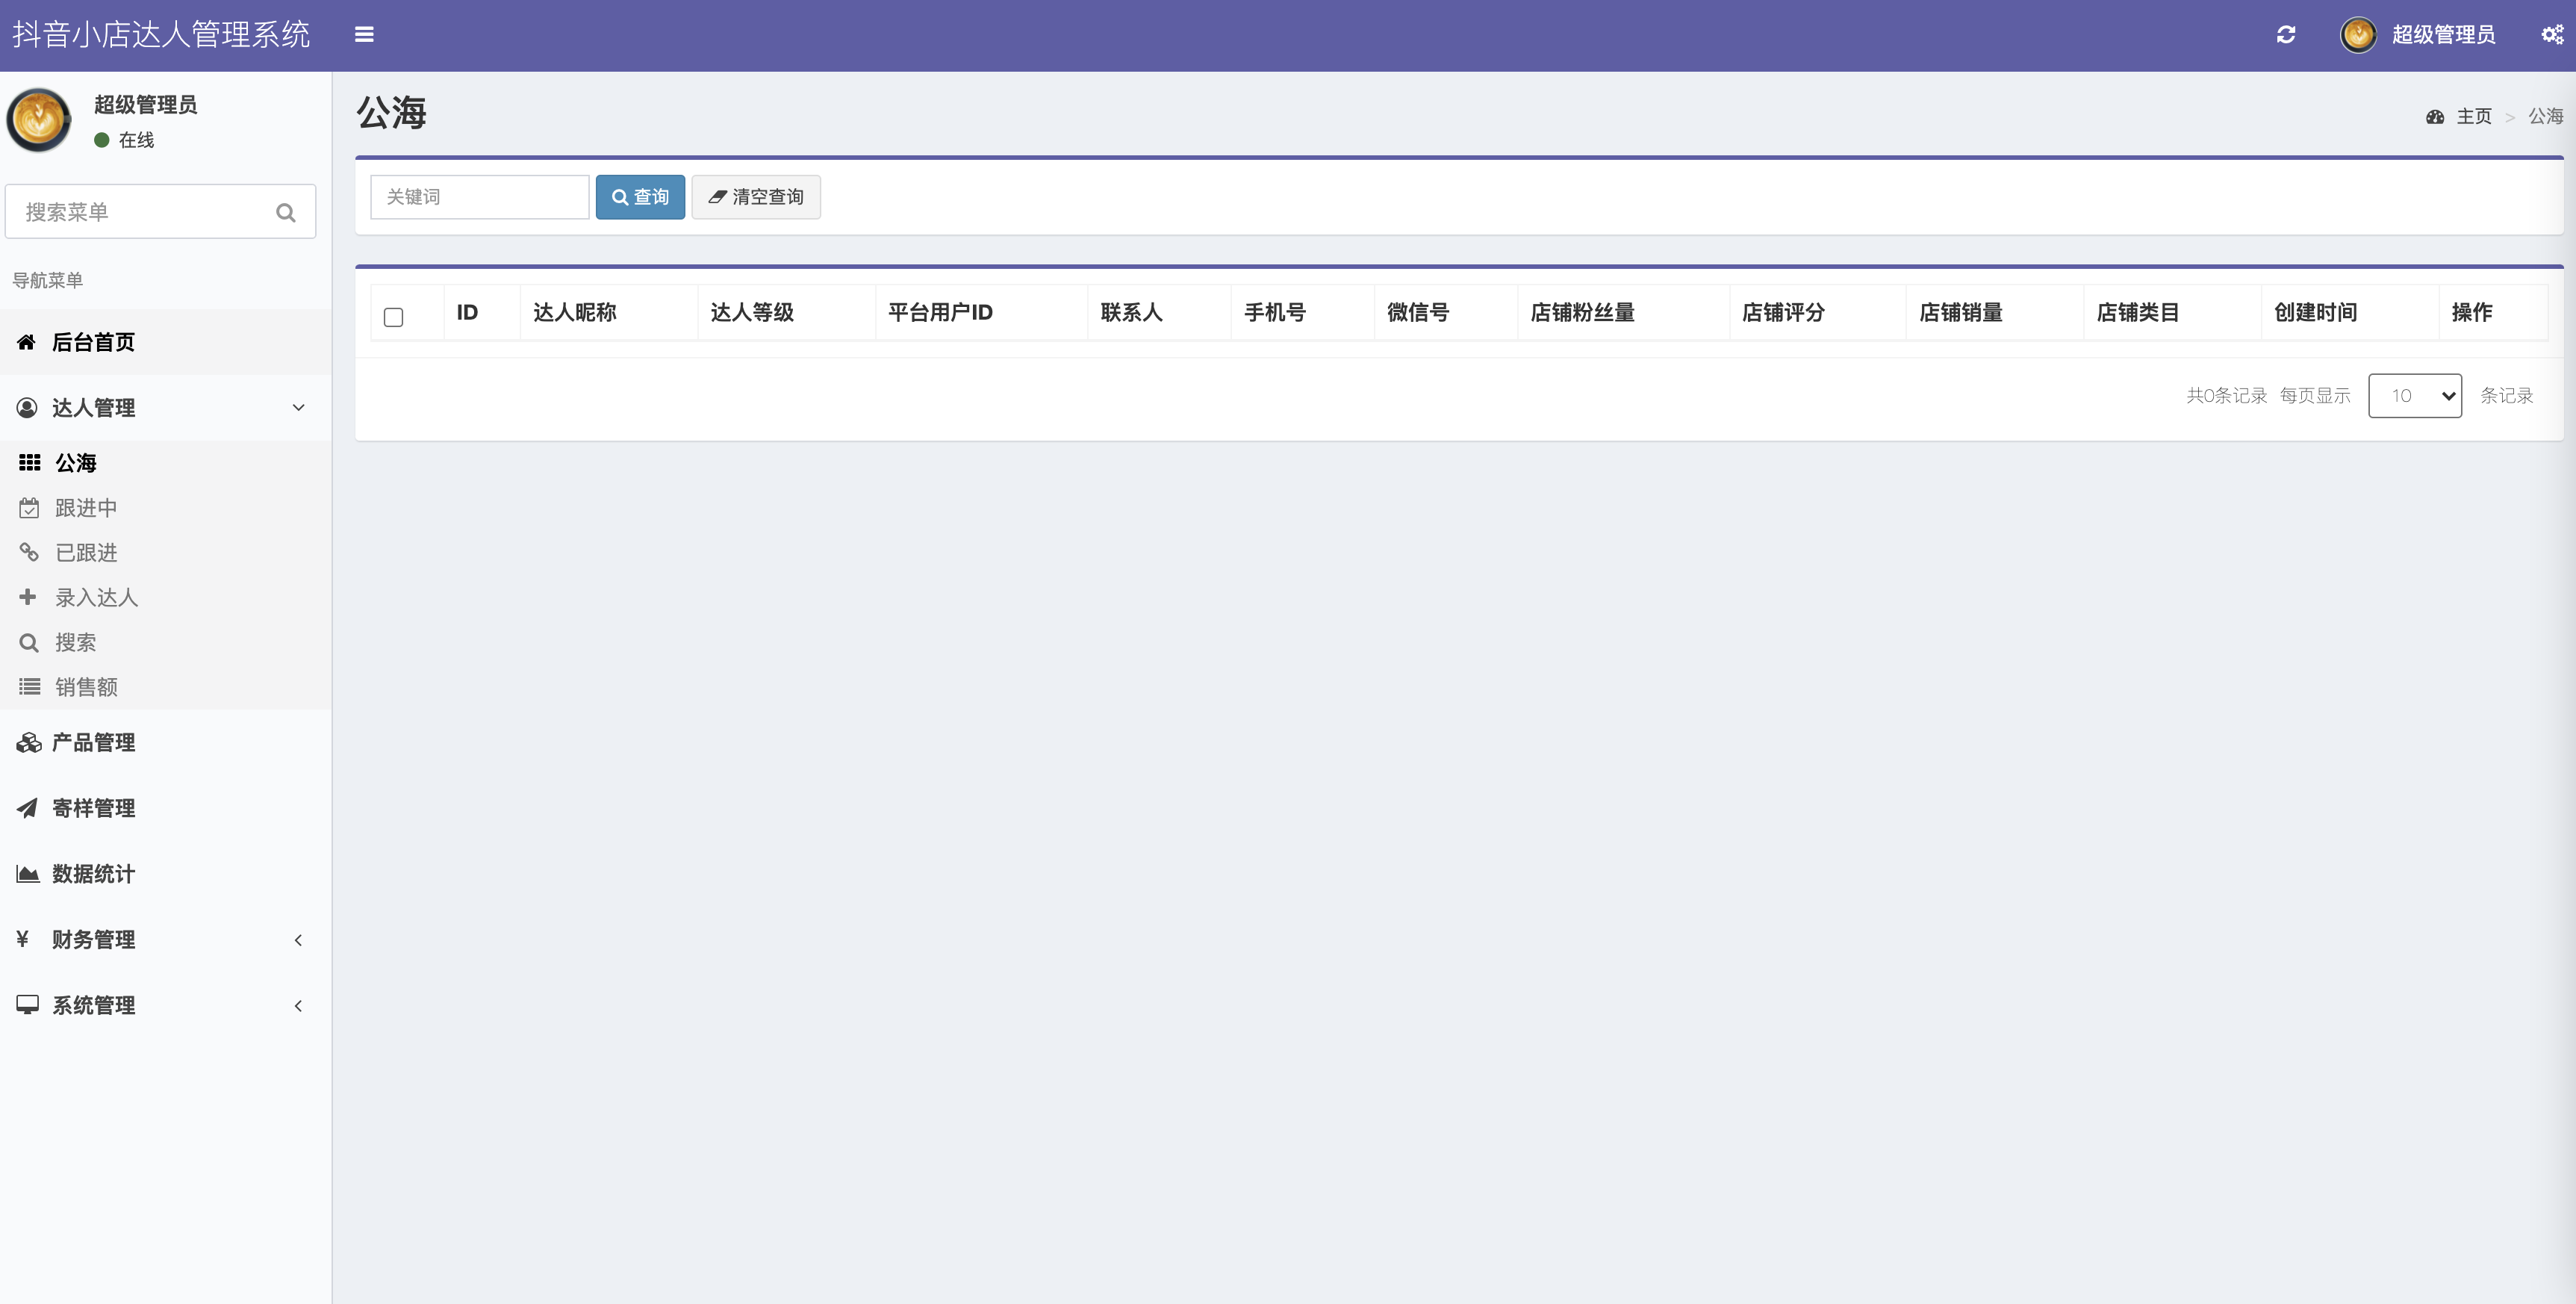 抖音小店达人管理系统
超级管理员
超级管理员
在线
搜索菜单
导航菜单
后台首页
达人管理
公海
跟进中
已跟进
录入达人
搜索
销售额
产品管理
寄样管理
数据统计
¥ 财务管理
系统管理
公海
主页 > 公海
关键词 查询 清空查询
ID 达人昵称 达人等级 平台用户ID 联系人 手机号 微信号 店铺粉丝量 店铺评分 店铺销量 店铺类目 创建时间 操作
共0条记录 每页显示 10 条记录